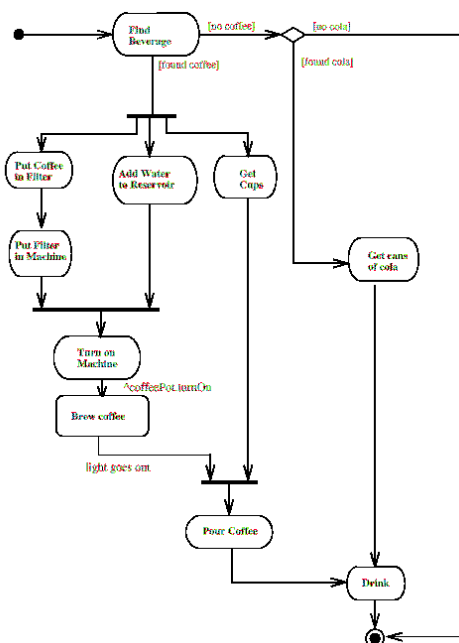 Find
Beverage
[no coffee]
[no cola]
[found coffee]
[found cola]
Put Coffee
in Filter
Add Water
to Reservoir
Get
Cups
Put Filter
in Machine
Get cans
of cola
Turn on
Machine
^coffeePot.turnOn
Brew coffee
light goes out
Pour Coffee
Drink